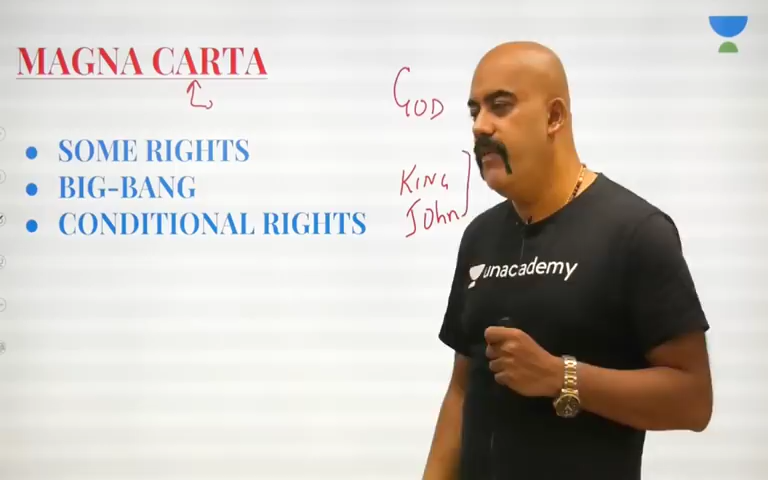 MAGNA CARTA
• SOME RIGHTS
• BIG-BANG
• CONDITIONAL RIGHTS
GOD
KING
JOhn
unacademy